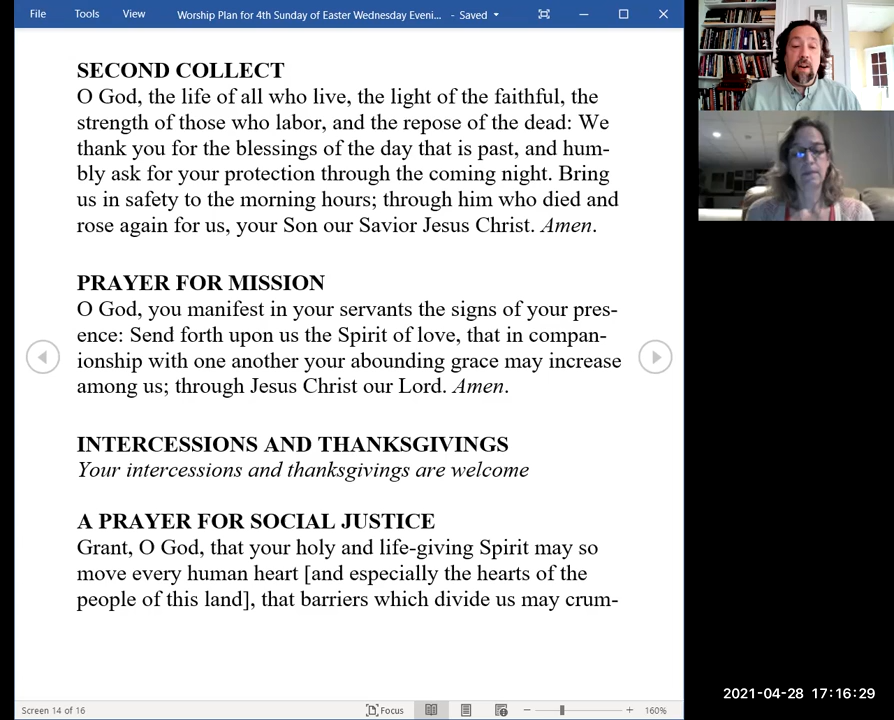 File Tools View Worship Plan for 4th Sunday of Easter Wednesday Eveni... - Saved
SECOND COLLECT
O God, the life of all who live, the light of the faithful, the
strength of those who labor, and the repose of the dead: We
thank you for the blessings of the day that is past, and hum-
bly ask for your protection through the coming night. Bring
us in safety to the morning hours; through him who died and
rose again for us, your Son our Savior Jesus Christ. Amen.
PRAYER FOR MISSION
O God, you manifest in your servants the signs of your pres-
ence: Send forth upon us the Spirit of love, that in compan-
ionship with one another your abounding grace may increase
among us; through Jesus Christ our Lord. Amen.
INTERCESSIONS AND THANKSGIVINGS
Your intercessions and thanksgivings are welcome
A PRAYER FOR SOCIAL JUSTICE
Grant, O God, that your holy and life-giving Spirit may so
move every human heart [and especially the hearts of the
people of this land], that barriers which divide us may crum-
Screen 14 of 16 Focus 160%
2021-04-28 17:16:29